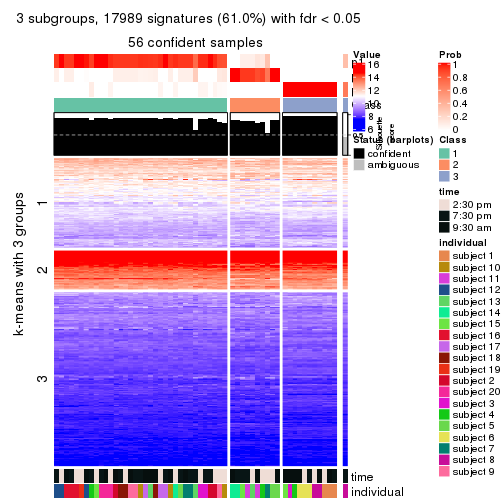 3 subgroups, 17989 signatures (61.0%) with fdr < 0.05
56 confident samples
k-means with 3 groups
1
2
3
time
individual
Value
16
14
12
10
8
6
Status (barplots)
confident
ambiguous
Silhouette
score
Prob
1
0.8
0.6
0.4
0.2
0
Class
1
2
3
time
2:30 pm
7:30 pm
9:30 am
individual
subject 1
subject 10
subject 11
subject 12
subject 13
subject 14
subject 15
subject 16
subject 17
subject 18
subject 19
subject 2
subject 20
subject 3
subject 4
subject 5
subject 6
subject 7
subject 8
subject 9